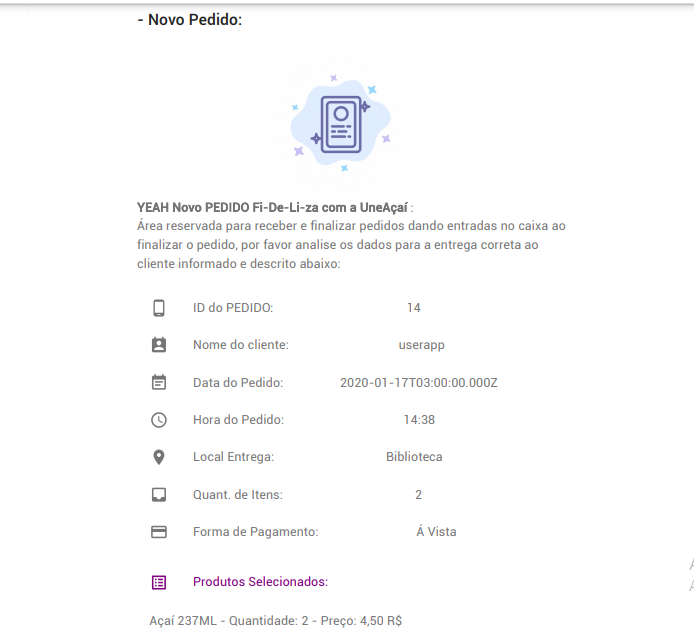 - Novo Pedido:
YEAH Novo PEDIDO Fi-De-Li-za com a UneAçaí :
Área reservada para receber e finalizar pedidos dando entradas no caixa ao
finalizar o pedido, por favor analise os dados para a entrega correta ao
cliente informado e descrito abaixo:
ID do PEDIDO: 14
Nome do cliente: userapp
Data do Pedido: 2020-01-17T03:00:00.000Z
Hora do Pedido: 14:38
Local Entrega: Biblioteca
Quant. de Itens: 2
Forma de Pagamento: Á Vista
Produtos Selecionados:
Açaí 237ML - Quantidade: 2 - Preço: 4,50 R$